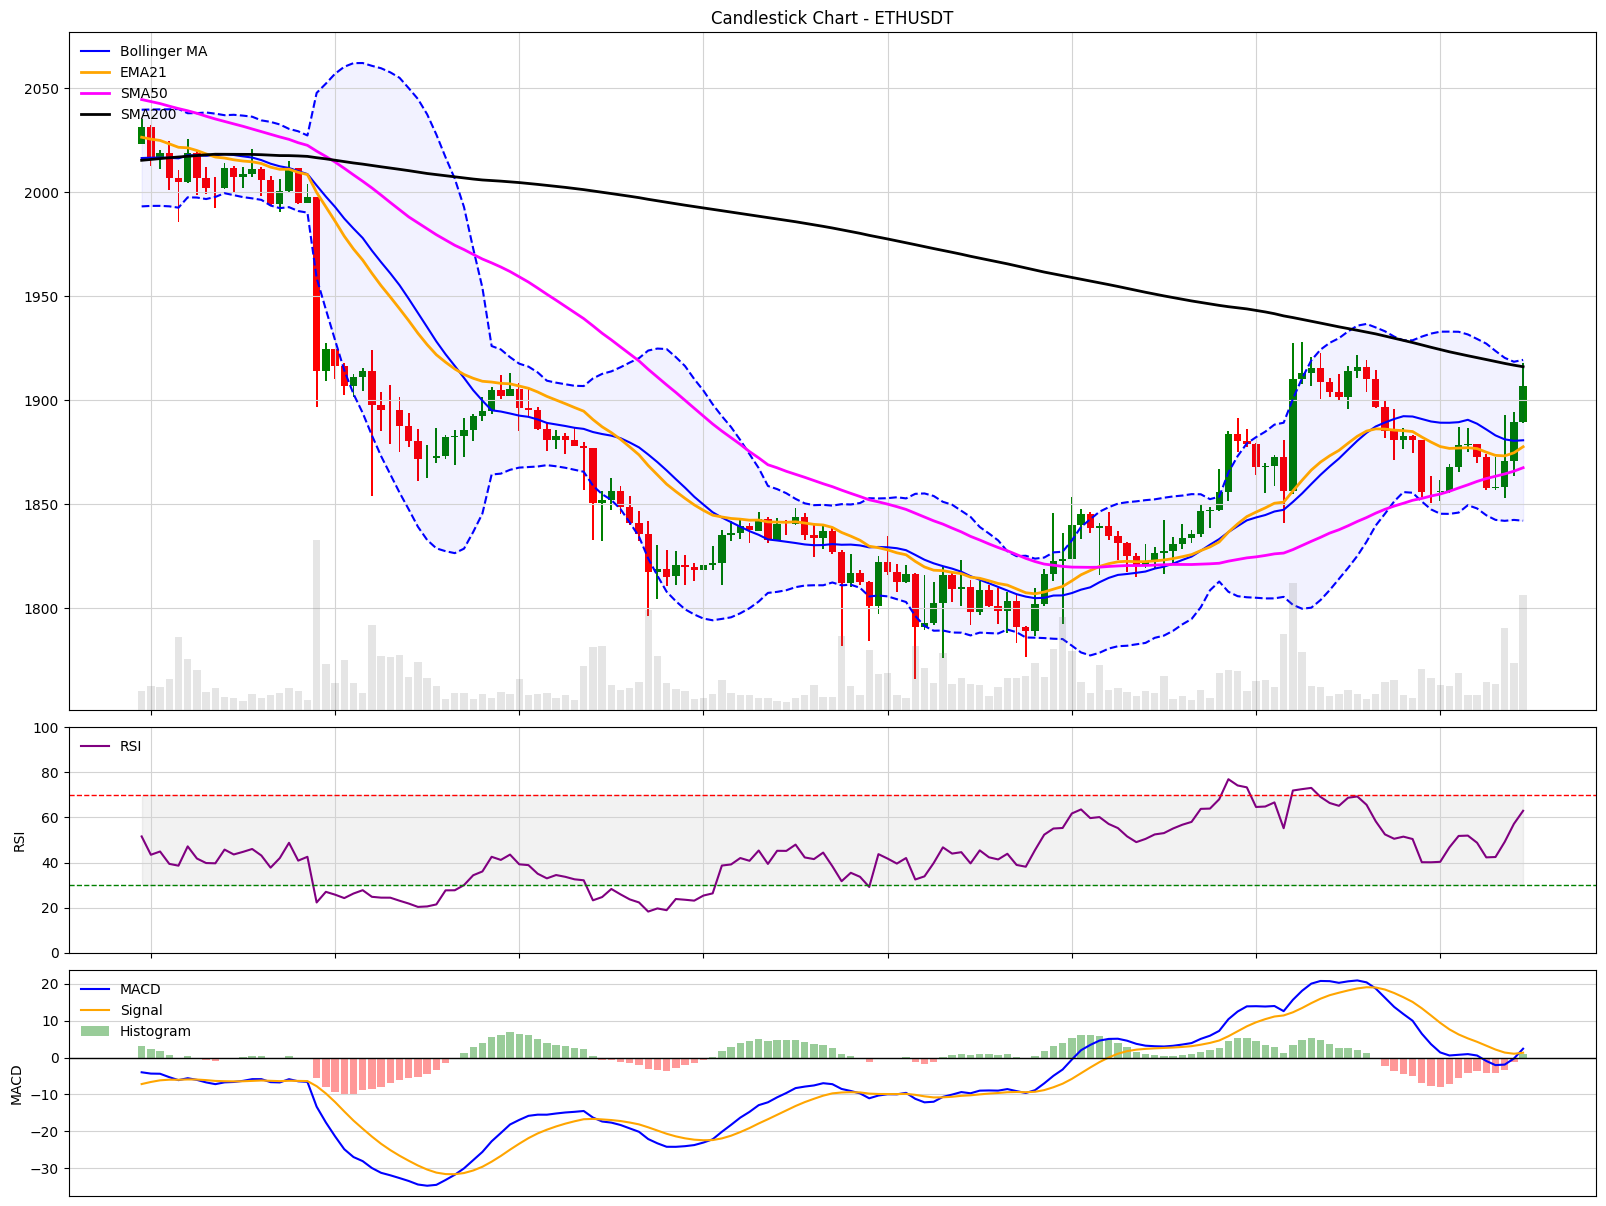 Candlestick Chart - ETHUSDT
Bollinger MA
EMA21
SMA50
SMA200
2050
2000
1950
1900
1850
1800
RSI
100
80
60
40
20
0
RSI
MACD
Signal
Histogram
20
10
0
−10
−20
−30
MACD